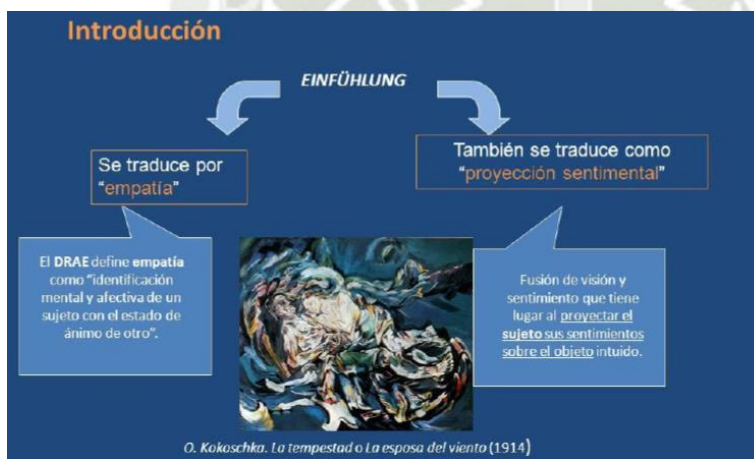 Introducción
EINFÜHLUNG
Se traduce por
“empatía”
También se traduce como
“proyección sentimental”
El DRAE define empatía
como “identificación
mental y afectiva de un
sujeto con el estado de
ánimo de otro”.
Fusión de visión y
sentimiento que tiene
lugar al proyectar el
sujeto sus sentimientos
sobre el objeto intuido.
O. Kokoschka. La tempestad o La esposa del viento (1914)